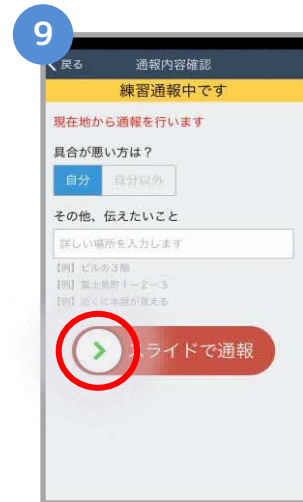 9
戻る 通報内容確認
練習通報中です
現在地から通報を行います
具合が悪い方は？
自分 自分以外
その他、伝えたいこと
詳しい場所を入力します
【例】ビルの3階
【例】富士見町1-2-3
【例】近くに本屋が見える
スライドで通報